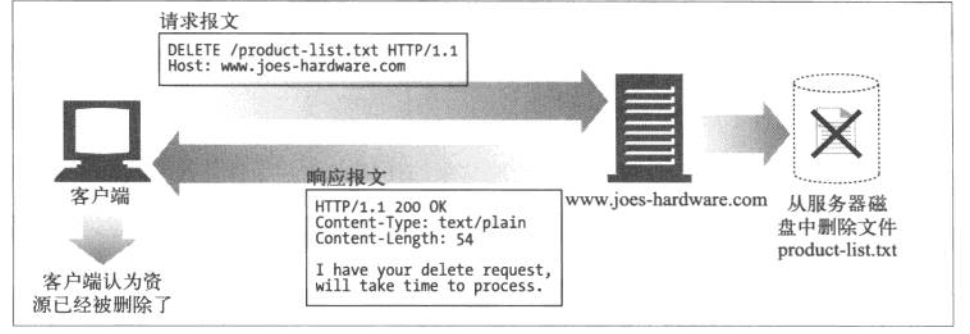 请求报文
DELETE /product-list.txt HTTP/1.1
Host: www.joes-hardware.com
客户端
客户端认为资
源已经被删除了
响应报文
HTTP/1.1 200 OK
Content-Type: text/plain
Content-Length: 54
I have your delete request,
will take time to process.
www.joes-hardware.com
从服务器磁
盘中删除文件
product-list.txt